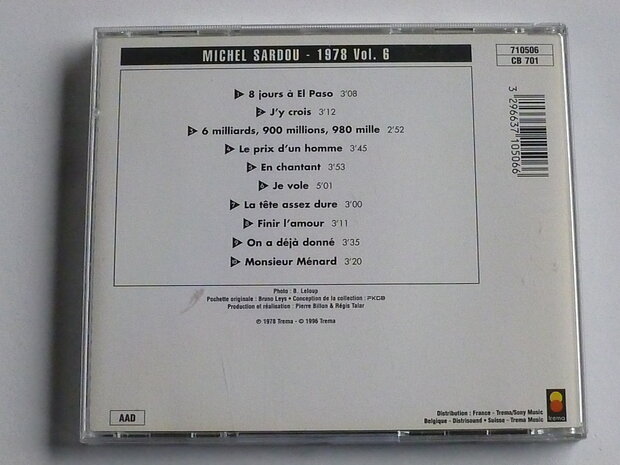 MICHEL SARDOU - 1978 Vol. 6
710506
CB 701
8 jours à El Paso 3'08
J'y crois 3'12
6 milliards, 900 millions, 980 mille 2'52
Le prix d'un homme 3'45
En chantant 3'53
Je vole 5'01
La tête assez dure 3'00
Finir l'amour 3'11
On a déjà donné 3'35
Monsieur Ménard 3'20
3 296637 105066
Photo : B. Leloup
Pochette originale : Bruno Leys • Conception de la collection : PKGB
Production et réalisation : Pierre Billon & Régis Talar
℗ 1978 Trema - © 1996 Trema
AAD
Distribution : France - Trema/Sony Music
Belgique - Distrisound • Suisse - Trema Music
trema